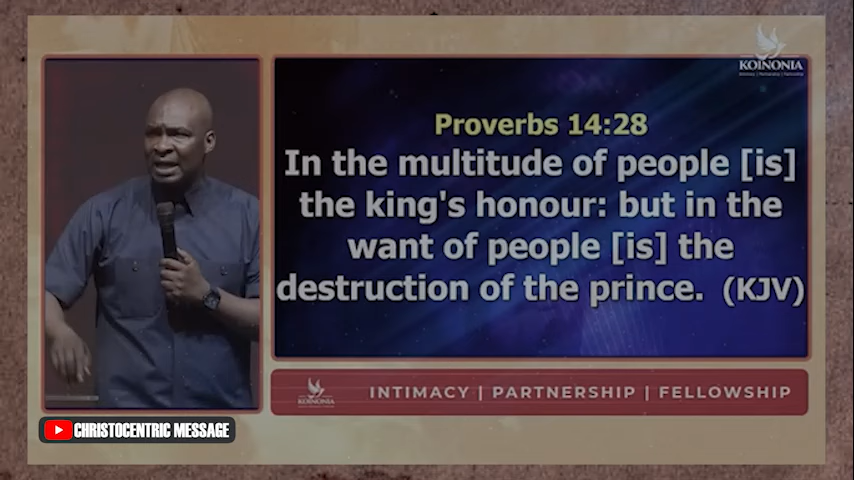 KOINONIA
Proverbs 14:28
In the multitude of people [is]
the king's honour: but in the
want of people [is] the
destruction of the prince. (KJV)
KOINONIA
INTIMACY | PARTNERSHIP | FELLOWSHIP
CHRISTOCENTRIC MESSAGE